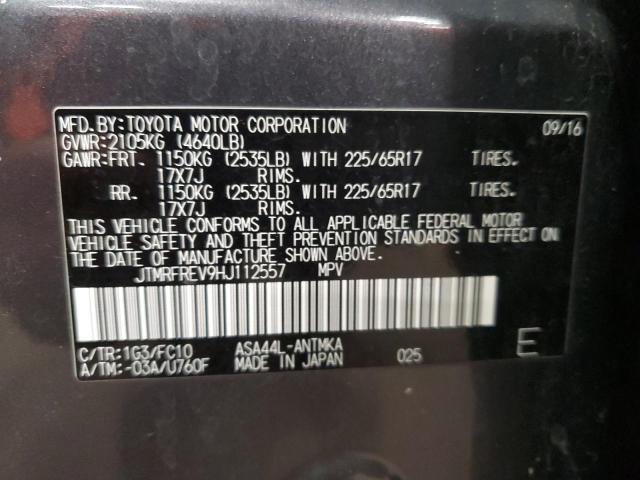 MFD.BY:TOYOTA MOTOR CORPORATION 09/16
GVWR:2105KG (4640LB)
GAWR:FRT. 1150KG (2535LB) WITH 225/65R17 TIRES.
17X7J RIMS.
RR. 1150KG (2535LB) WITH 225/65R17 TIRES.
17X7J RIMS.
THIS VEHICLE CONFORMS TO ALL APPLICABLE FEDERAL MOTOR
VEHICLE SAFETY AND THEFT PREVENTION STANDARDS IN EFFECT ON
THE DATE OF MANUFACTURE SHOWN ABOVE.
JTMRFREV9HJ112557 MPV
C/TR:1G3/FC10 ASA44L-ANTMKA
A/TM:-03A/U760F MADE IN JAPAN 025 E